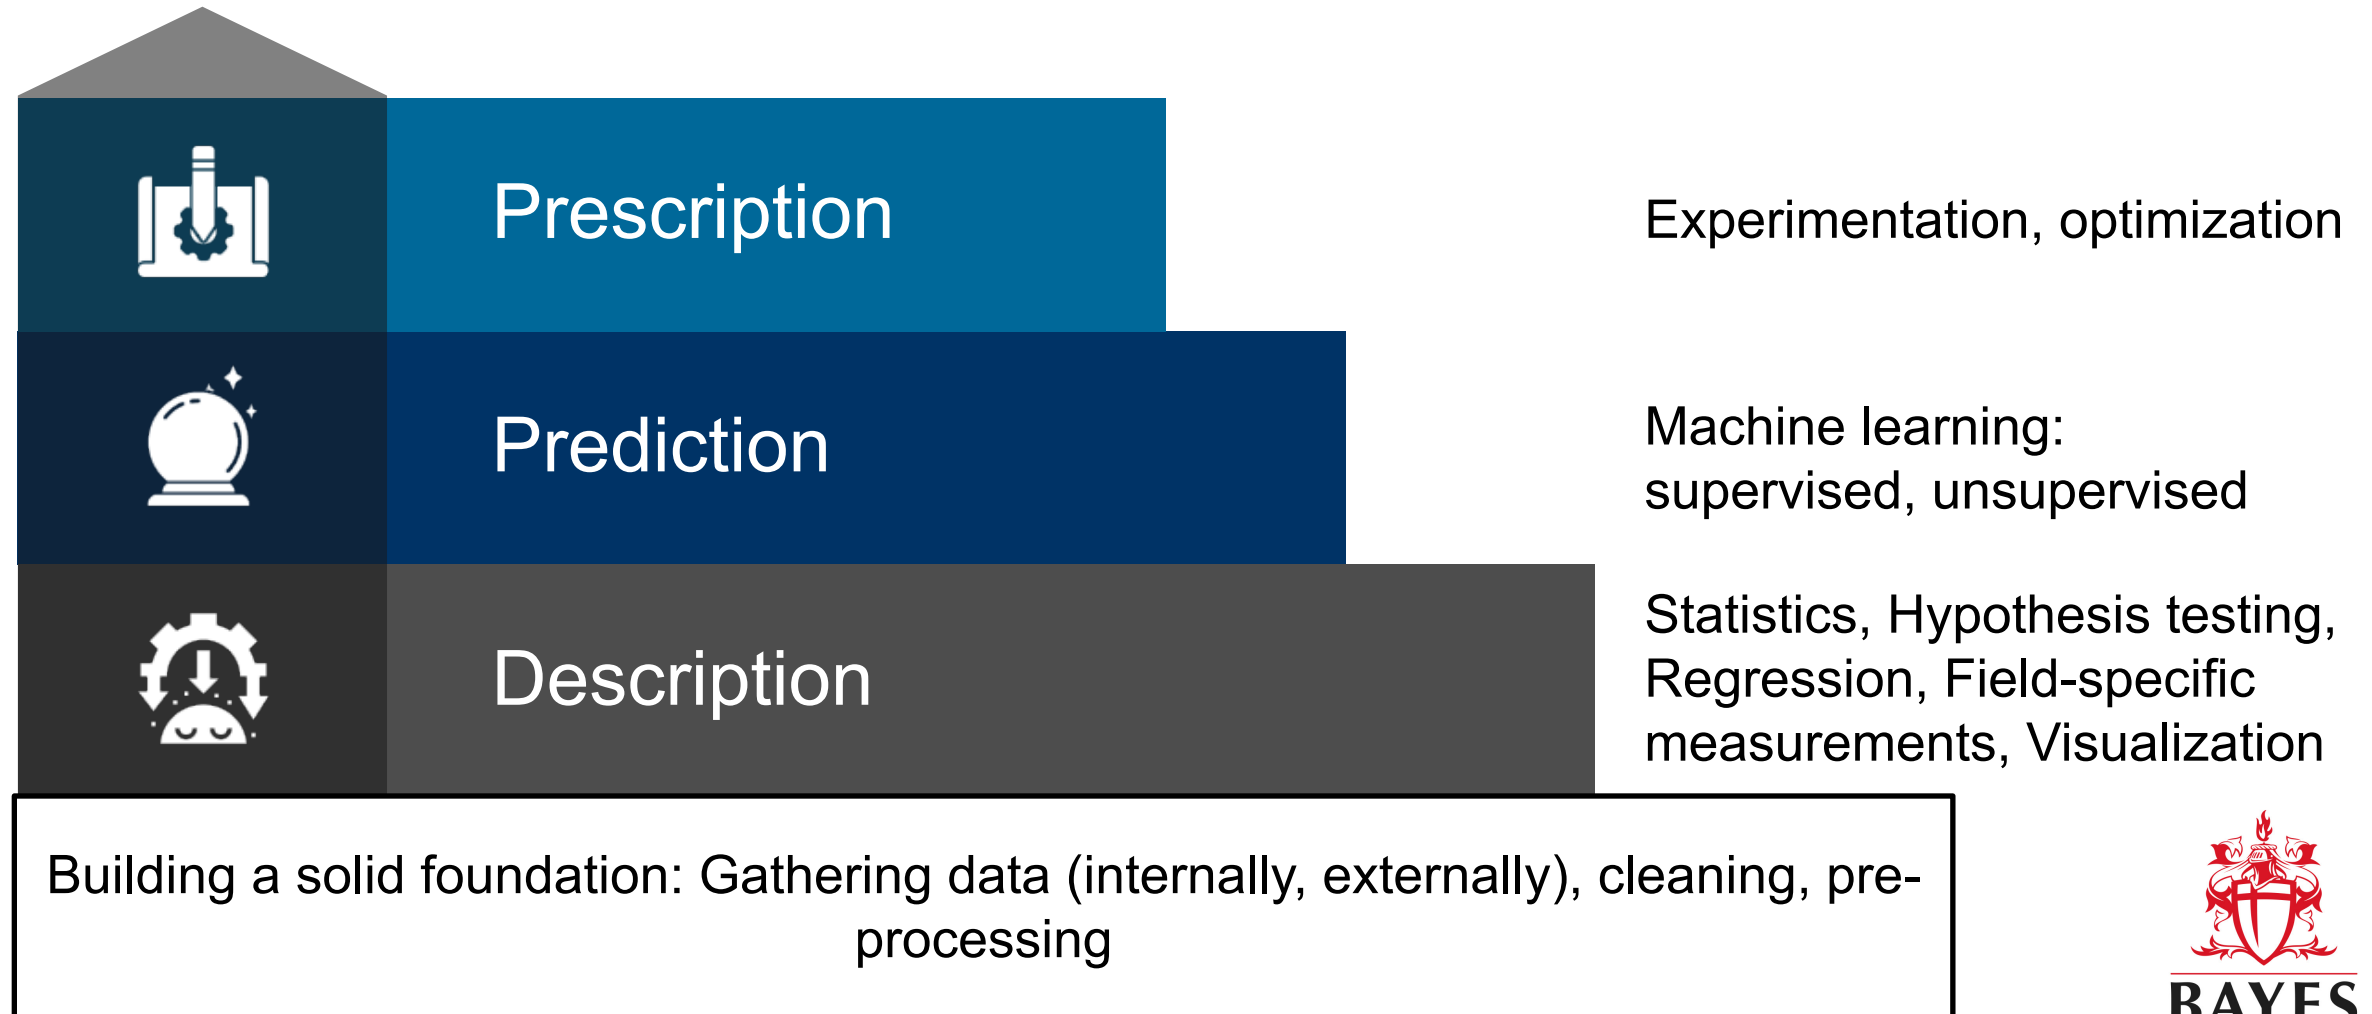 Prescription
Experimentation, optimization
Prediction
Machine learning:
supervised, unsupervised
Description
Statistics, Hypothesis testing,
Regression, Field-specific
measurements, Visualization
Building a solid foundation: Gathering data (internally, externally), cleaning, pre-
processing
BAYES